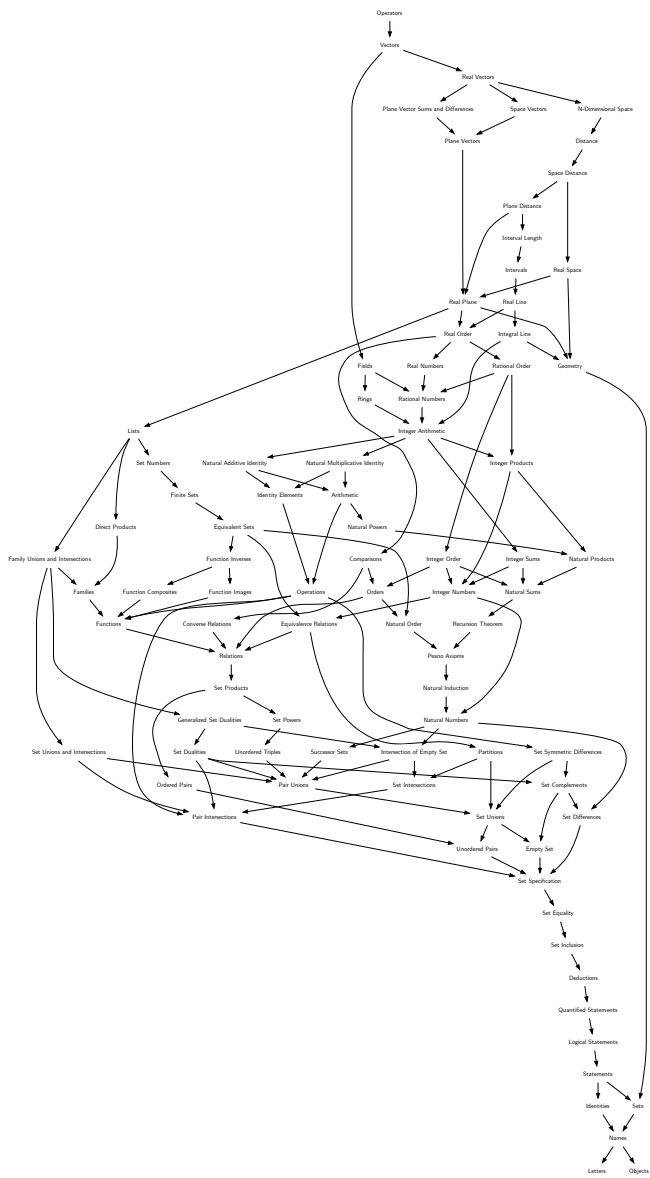 Operators
Vectors
Real Vectors
Plane Vector Sums and Differences Space Vectors N-Dimensional Space
Plane Vectors Distance
Space Distance
Plane Distance
Interval Length
Intervals Real Space
Real Plane Real Line
Real Order Integral Line
Fields Real Numbers Rational Order Geometry
Rings Rational Numbers
Lists Integer Arithmetic
Set Numbers Natural Additive Identity Natural Multiplicative Identity Integer Products
Finite Sets Identity Elements Arithmetic
Direct Products Equivalent Sets Natural Powers
Family Unions and Intersections Function Inverses Comparisons Integer Order Integer Sums Natural Products
Families Function Composites Function Images Operations Orders Integer Numbers Natural Sums
Functions Converse Relations Equivalence Relations Natural Order Recursion Theorem
Relations Peano Axioms
Set Products Natural Induction
Generalized Set Dualities Set Powers Natural Numbers
Set Unions and Intersections Set Dualities Unordered Triples Successor Sets Intersection of Empty Set Partitions Set Symmetric Differences
Ordered Pairs Pair Unions Set Intersections Set Complements
Pair Intersections Set Unions Set Differences
Unordered Pairs Empty Set
Set Specification
Set Equality
Set Inclusion
Deductions
Quantified Statements
Logical Statements
Statements
Identities Sets
Names
Letters Objects